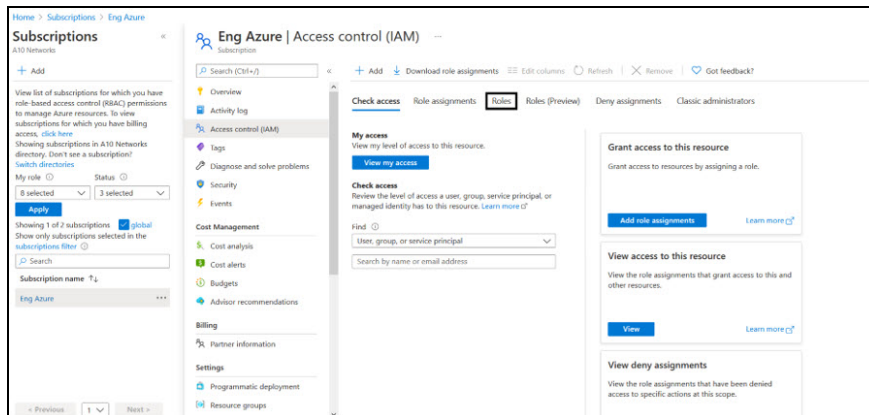 Home > Subscriptions > Eng Azure
Subscriptions
A10 Networks
+ Add
View list of subscriptions for which you have
role-based access control (RBAC) permissions
to manage Azure resources. To view
subscriptions for which you have billing
access, click here
Showing subscriptions in A10 Networks
directory. Don't see a subscription?
Switch directories
My role
Status
8 selected
3 selected
Apply
Showing 1 of 2 subscriptions
global
Show only subscriptions selected in the
subscriptions filter
Search
Subscription name ↑↓
Eng Azure
...
< Previous
1
Next >
Eng Azure | Access control (IAM) ...
Subscription
Search (Ctrl+/)
«
Overview
Activity log
Access control (IAM)
Tags
Diagnose and solve problems
Security
Events
Cost Management
Cost analysis
Cost alerts
Budgets
Advisor recommendations
Billing
Partner information
Settings
Programmatic deployment
Resource groups
+ Add
Download role assignments
Edit columns
Refresh
Remove
Got feedback?
Check access
Role assignments
Roles
Roles (Preview)
Deny assignments
Classic administrators
My access
View my level of access to this resource.
View my access
Check access
Review the level of access a user, group, service principal, or
managed identity has to this resource. Learn more
Find
User, group, or service principal
Search by name or email address
Grant access to this resource
Grant access to resources by assigning a role.
Add role assignments
Learn more
View access to this resource
View the role assignments that grant access to this and
other resources.
View
Learn more
View deny assignments
View the role assignments that have been denied
access to specific actions at this scope.